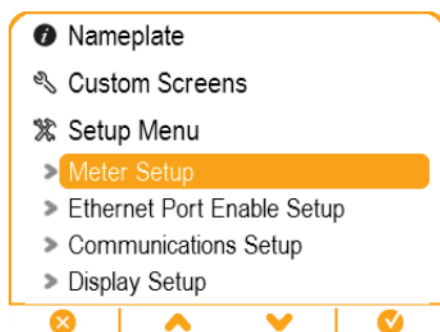 Nameplate
Custom Screens
Setup Menu
Meter Setup
Ethernet Port Enable Setup
Communications Setup
Display Setup